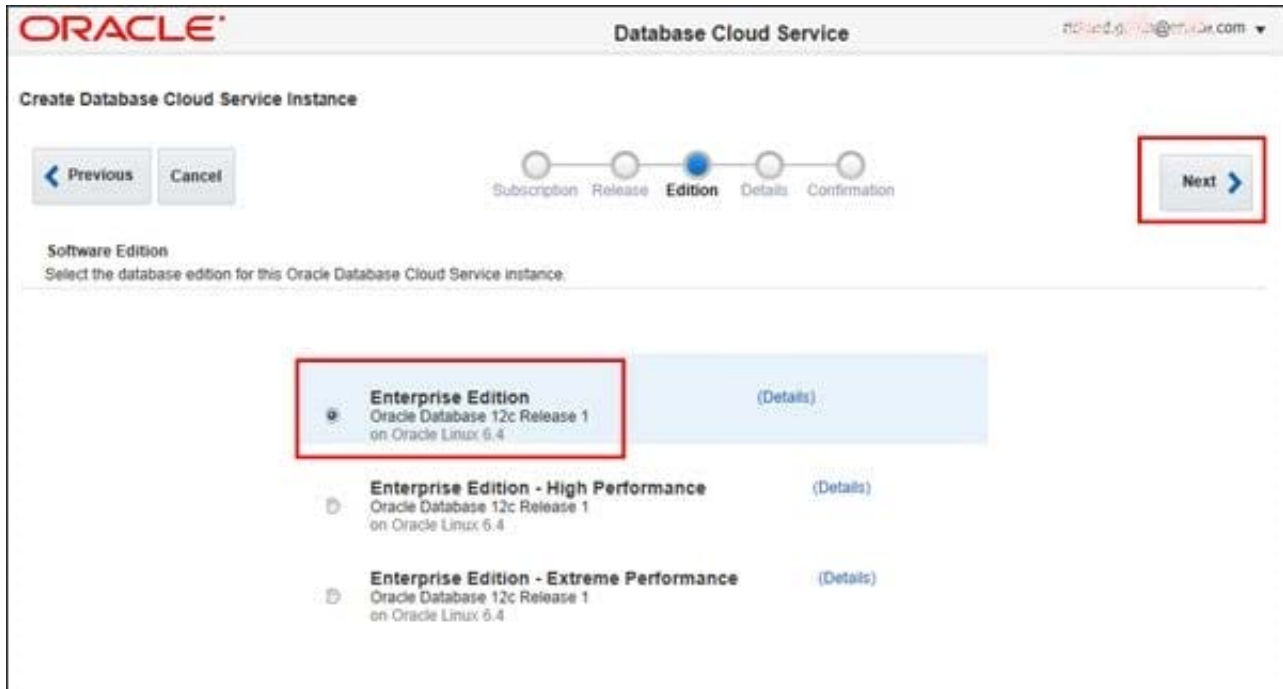 ORACLE
Database Cloud Service
Create Database Cloud Service Instance
Previous
Cancel
Subscription
Release
Edition
Details
Confirmation
Next
Software Edition
Select the database edition for this Oracle Database Cloud Service instance.
Enterprise Edition
(Details)
Oracle Database 12c Release 1
on Oracle Linux 6.4
Enterprise Edition - High Performance
(Details)
Oracle Database 12c Release 1
on Oracle Linux 6.4
Enterprise Edition - Extreme Performance
(Details)
Oracle Database 12c Release 1
on Oracle Linux 6.4